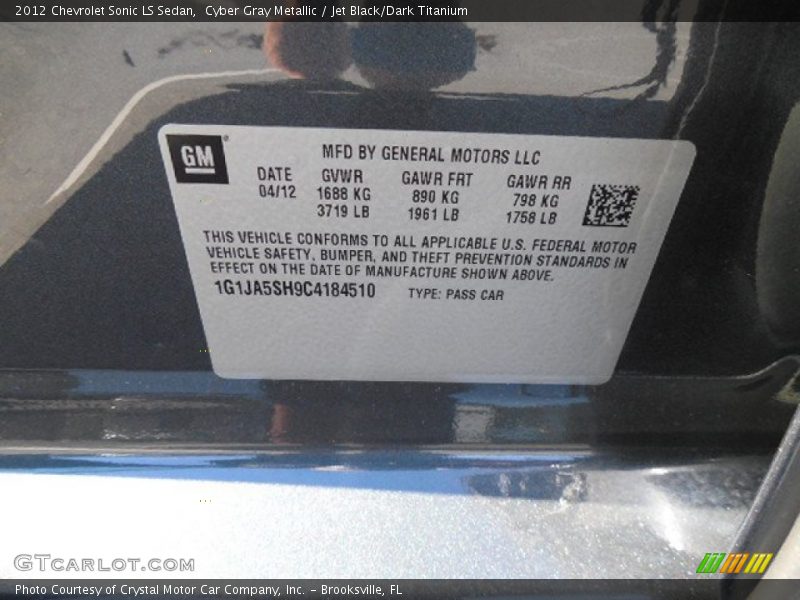 2012 Chevrolet Sonic LS Sedan,  Cyber Gray Metallic / Jet Black/Dark Titanium
GM
MFD BY GENERAL MOTORS LLC
DATE GVWR GAWR FRT GAWR RR
04/12 1688 KG 890 KG 798 KG
3719 LB 1961 LB 1758 LB
THIS VEHICLE CONFORMS TO ALL APPLICABLE U.S. FEDERAL MOTOR
VEHICLE SAFETY, BUMPER, AND THEFT PREVENTION STANDARDS IN
EFFECT ON THE DATE OF MANUFACTURE SHOWN ABOVE.
1G1JA5SH9C4184510 TYPE: PASS CAR
GTCARLOT.COM
Photo Courtesy of Crystal Motor Car Company, Inc. – Brooksville, FL